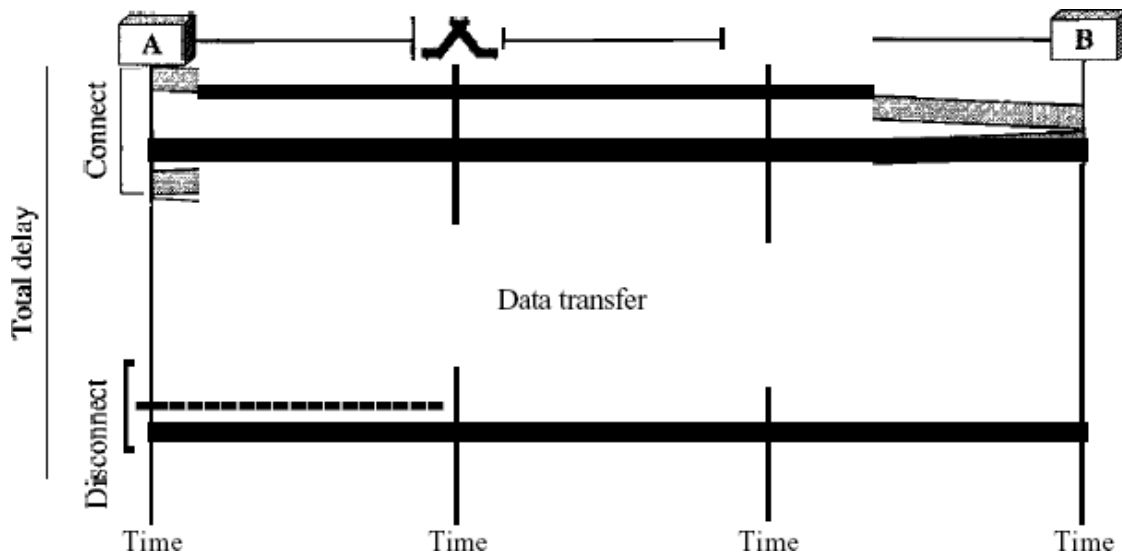 A
B
Connect
Total delay
Data transfer
Disconnect
Time
Time
Time
Time